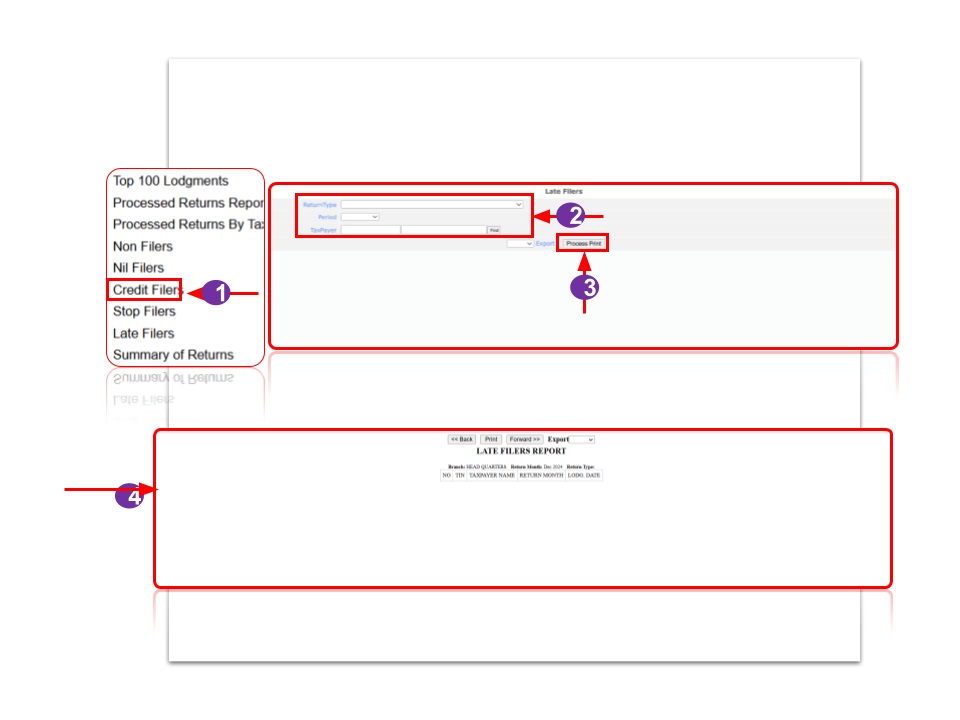 Top 100 Lodgments
Processed Returns Repor
Processed Returns By Ta
Non Filers
Nil Filers
Credit Filers
1
Stop Filers
Late Filers
Summary of Returns
Late Filers
ReturnType
2
Period
TaxPayer
Find
Export
Process Print
3
<< Back Print Forward >> Export
LATE FILERS REPORT
Branch: HEAD QUARTERS Return Month: Dec 2024 Return Type:
NO TIN TAXPAYER NAME RETURN MONTH LODG. DATE
4